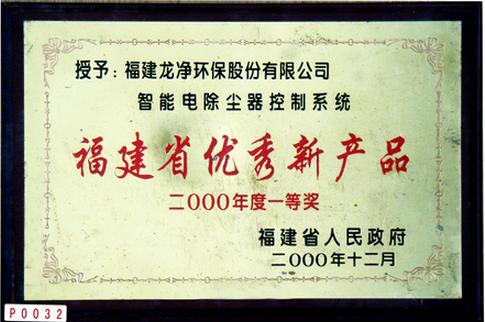 授予：福建龙净环保股份有限公司
智能电除尘器控制系统
福建省优秀新产品
二000年度一等奖
福建省人民政府
二000年十二月
P0032